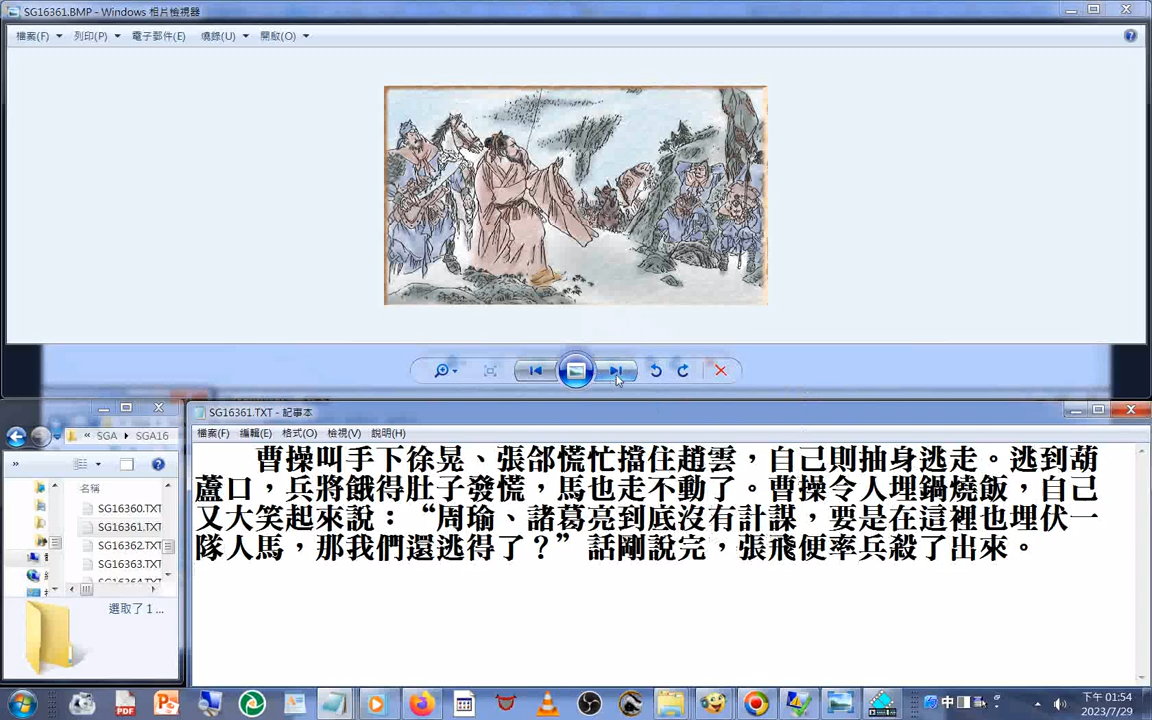 SG16361.BMP - Windows 相片檢視器
檔案(F) 列印(P) 電子郵件(E) 燒錄(U) 開啟(O)
« SGA SGA16
SG16361.TXT - 記事本
檔案(F) 編輯(E) 格式(O) 檢視(V) 說明(H)
»
名稱
SG16360.TXT
SG16361.TXT
SG16362.TXT
SG16363.TXT
SG16364.TXT
選取了 1 ...
曹操叫手下徐晃、張郃慌忙擋住趙雲，自己則抽身逃走。逃到葫
蘆口，兵將餓得肚子發慌，馬也走不動了。曹操令人埋鍋燒飯，自己
又大笑起來說：“周瑜、諸葛亮到底沒有計謀，要是在這裡也埋伏一
隊人馬，那我們還逃得了？”話剛說完，張飛便率兵殺了出來。
PDF
中
下午 01:54
2023/7/29